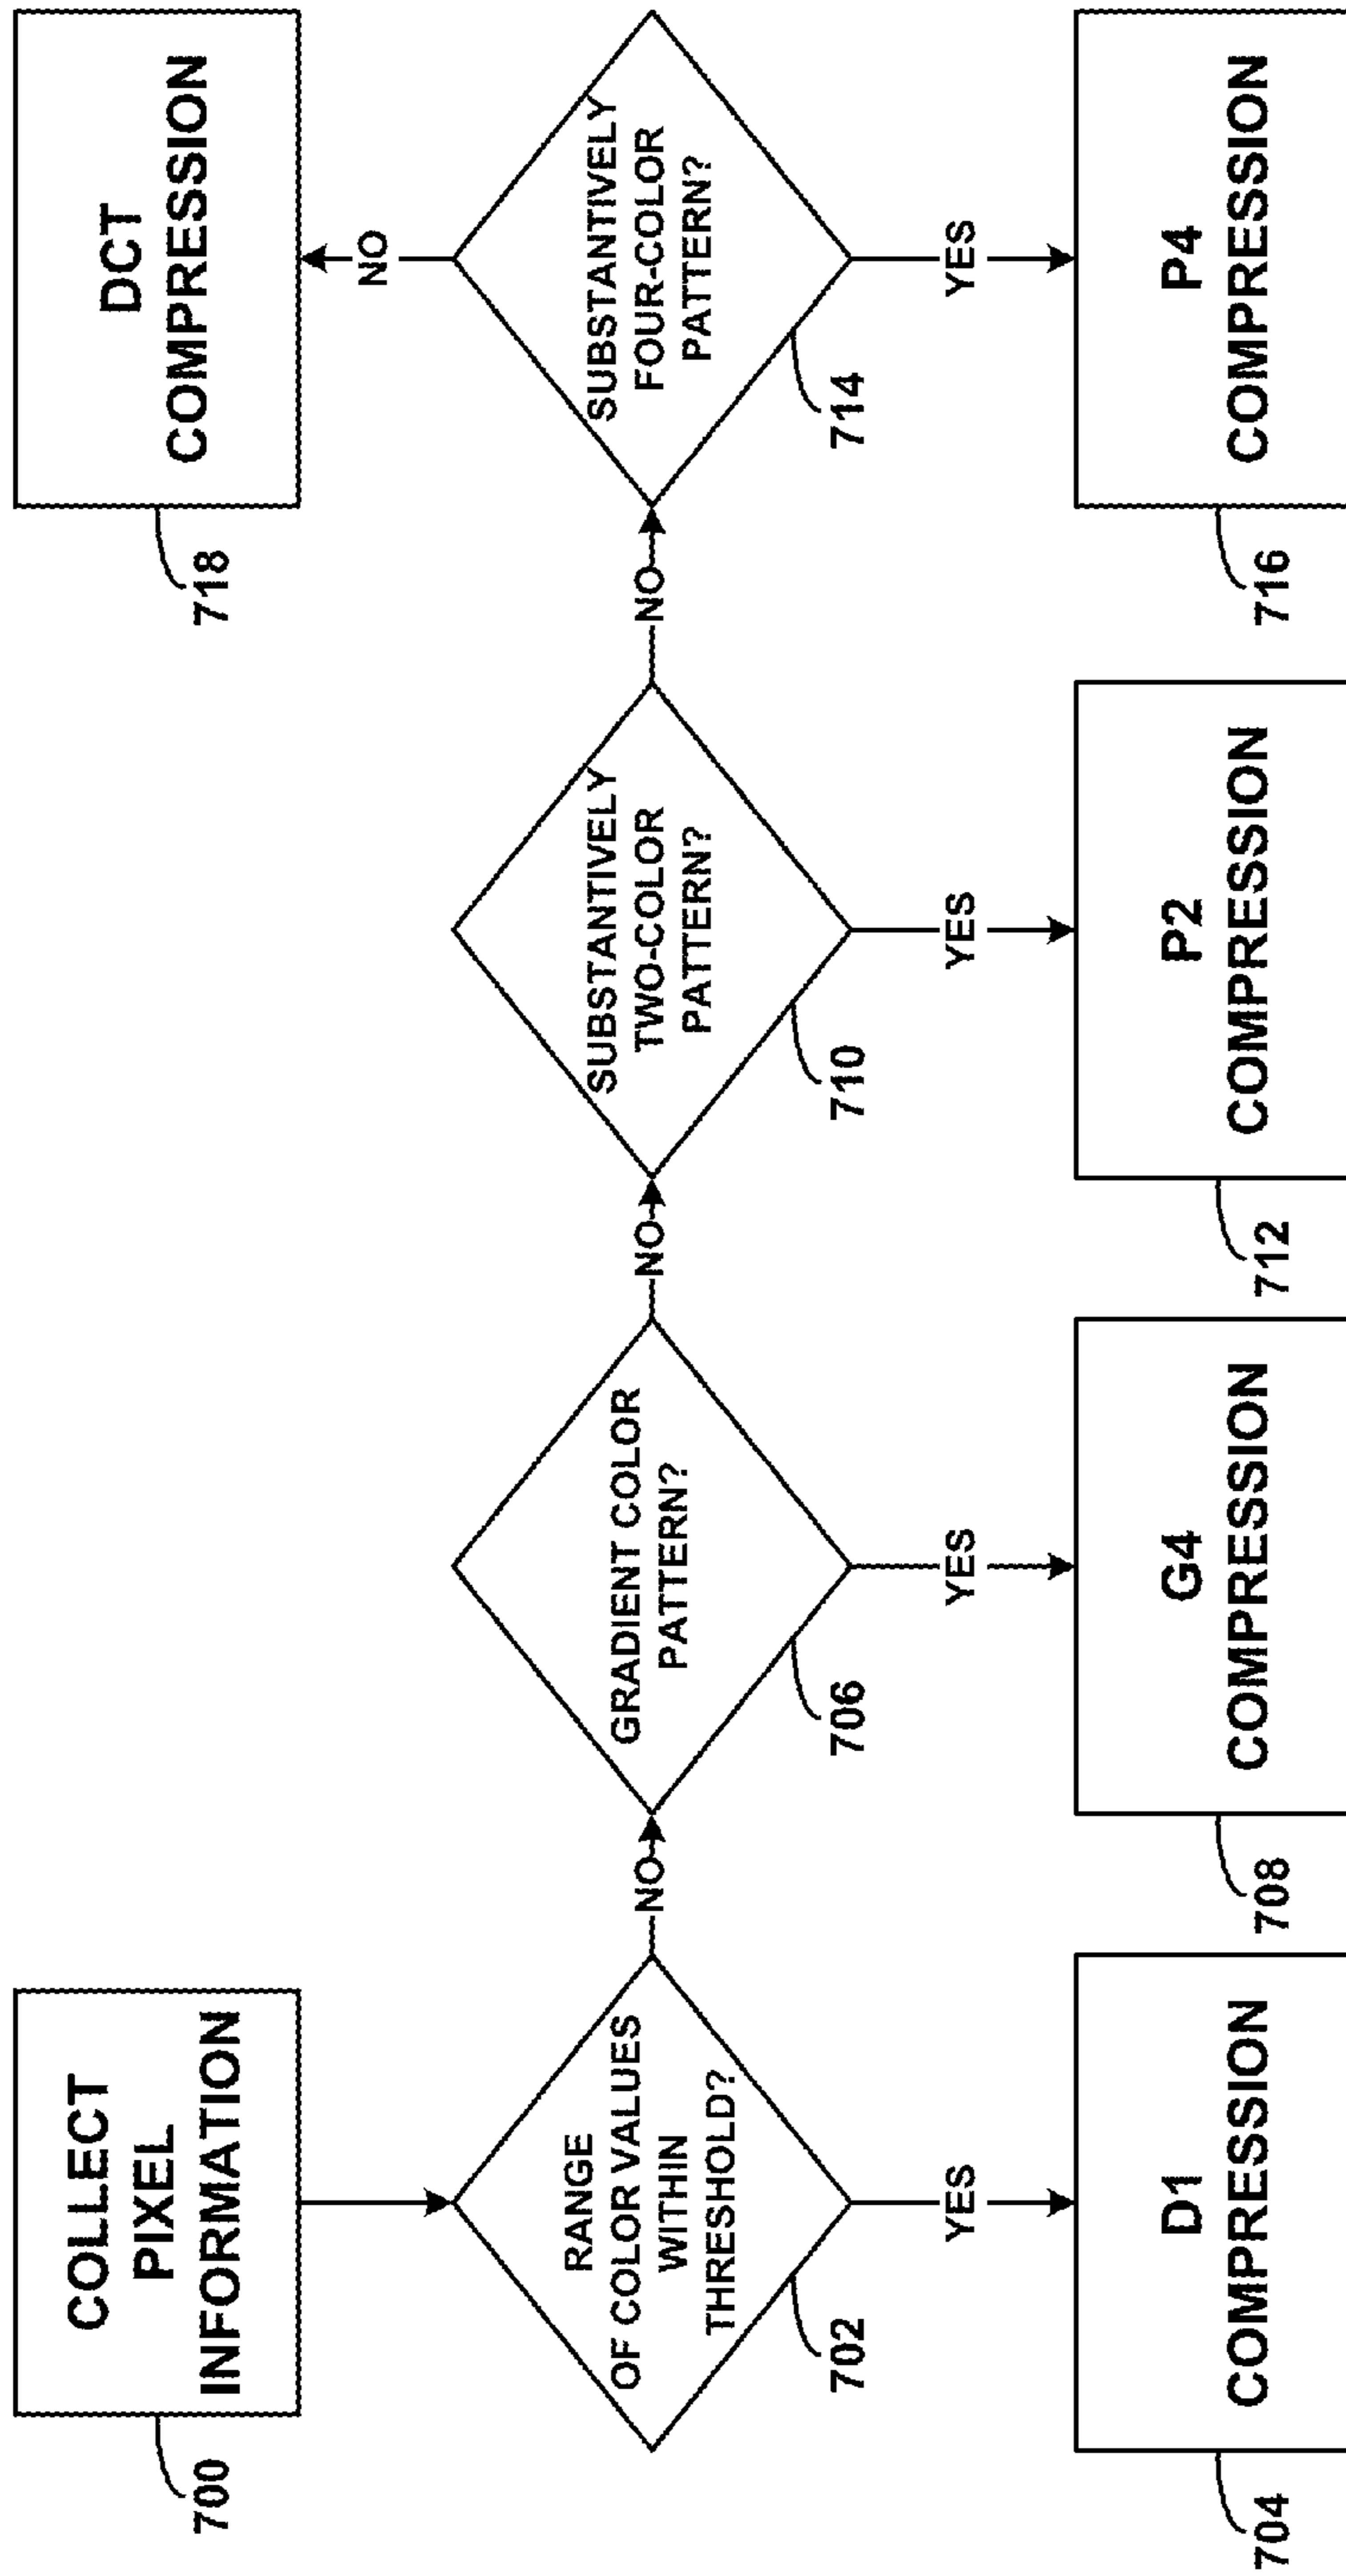 COLLECT
PIXEL
INFORMATION
700
RANGE
OF COLOR VALUES
WITHIN
THRESHOLD?
702
YES
D1
COMPRESSION
704
NO
GRADIENT COLOR
PATTERN?
706
YES
G4
COMPRESSION
708
NO
SUBSTANTIVELY
TWO-COLOR
PATTERN?
710
YES
P2
COMPRESSION
712
NO
SUBSTANTIVELY
FOUR-COLOR
PATTERN?
714
YES
P4
COMPRESSION
716
NO
DCT
COMPRESSION
718